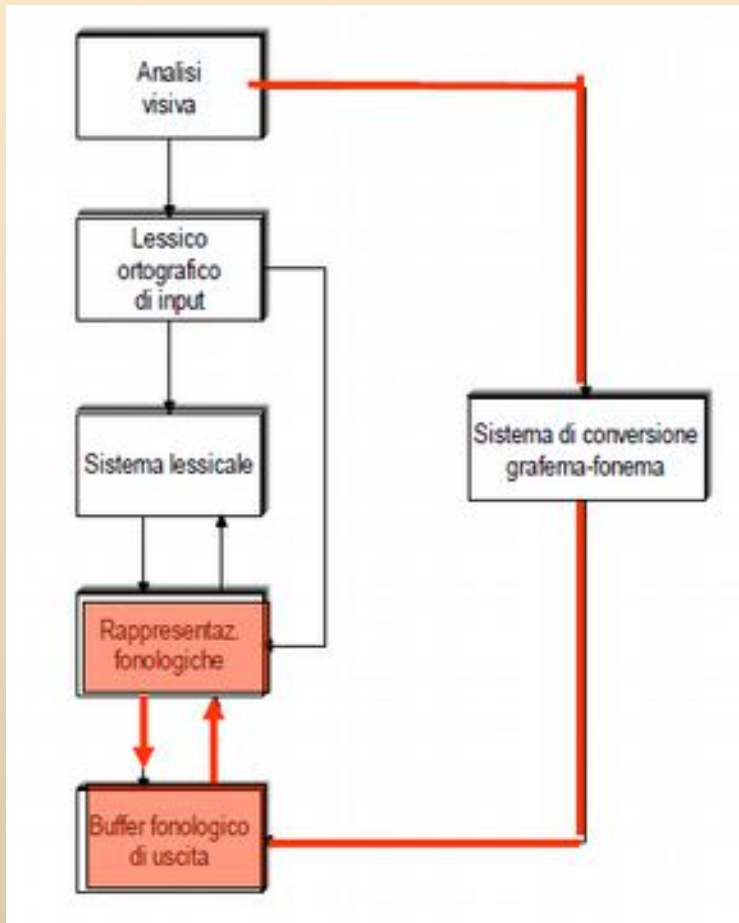 Analisi
visiva
Lessico
ortografico
di input
Sistema lessicale
Sistema di conversione
grafema-fonema
Rappresentaz.
fonologiche
Buffer fonologico
di uscita